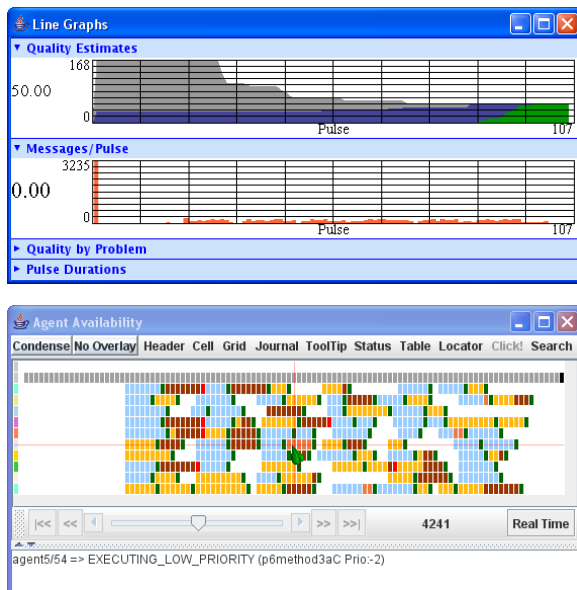 Line Graphs
Quality Estimates
168
50.00
0
Pulse 107
Messages/Pulse
3235
0.00
0
Pulse 107
Quality by Problem
Pulse Durations
Agent Availability
Condense No Overlay Header Cell Grid Journal ToolTip Status Table Locator Click! Search
|<< << >> >>| 4241 Real Time
agent5/54 => EXECUTING_LOW_PRIORITY (p6method3aC Prio:-2)